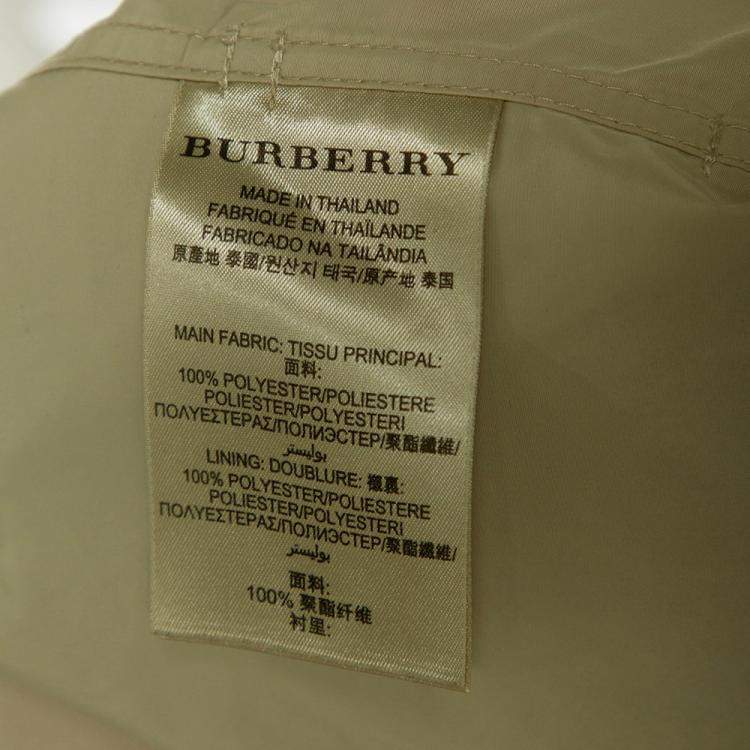 BURBERRY
MADE IN THAILAND
FABRIQUÉ EN THAÏLANDE
FABRICADO NA TAILÂNDIA
原產地 泰國/원산지 태국/原产地 泰国
MAIN FABRIC: TISSU PRINCIPAL:
面料:
100% POLYESTER/POLIESTERE
POLIESTER/POLYESTERI
ΠΟΛΥΕΣΤΕΡΑΣ/ПОЛИЭСТЕР/聚酯纖維/
بوليستر
LINING: DOUBLURE: 襯裏:
100% POLYESTER/POLIESTERE
POLIESTER/POLYESTERI
ΠΟΛΥΕΣΤΕΡΑΣ/ПОЛИЭСТЕР/聚酯纖維/
بوليستر
面料:
100% 聚酯纤维
衬里: